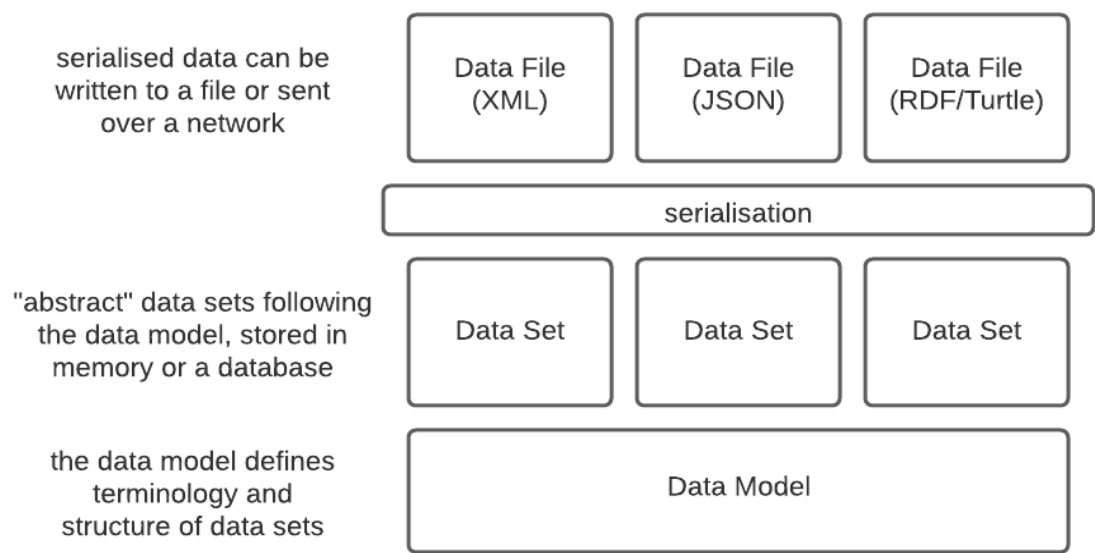 serialised data can be
written to a file or sent
over a network
Data File
(XML)
Data File
(JSON)
Data File
(RDF/Turtle)
serialisation
"abstract" data sets following
the data model, stored in
memory or a database
Data Set
Data Set
Data Set
the data model defines
terminology and
structure of data sets
Data Model